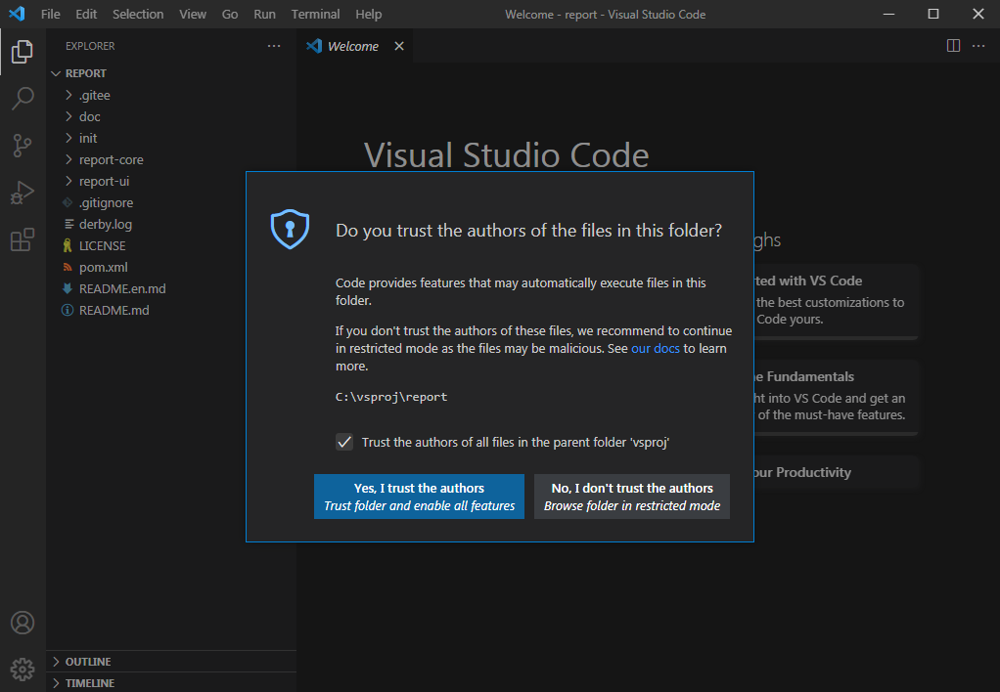 File Edit Selection View Go Run Terminal Help Welcome - report - Visual Studio Code
EXPLORER
Welcome
REPORT
.gitee
doc
init
report-core
report-ui
.gitignore
derby.log
LICENSE
pom.xml
README.en.md
README.md
OUTLINE
TIMELINE
Visual Studio Code
Do you trust the authors of the files in this folder?
Code provides features that may automatically execute files in this
folder.
If you don't trust the authors of these files, we recommend to continue
in restricted mode as the files may be malicious. See our docs to learn
more.
C:\vsproj\report
Trust the authors of all files in the parent folder 'vsproj'
Yes, I trust the authors
Trust folder and enable all features
No, I don't trust the authors
Browse folder in restricted mode
ghs
ted with VS Code
the best customizations to
Code yours.
e Fundamentals
ht into VS Code and get an
of the must-have features.
our Productivity